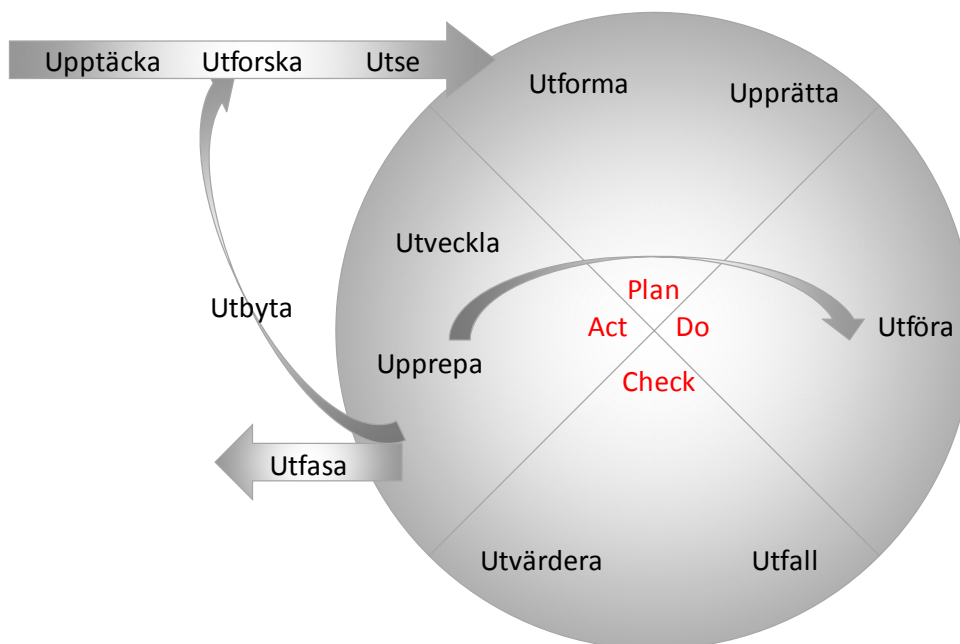 Upptäcka Utforska Utse
Utforma
Upprätta
Utveckla
Utbyta
Plan
Act Do
Utföra
Upprepa
Check
Utfasa
Utvärdera Utfall